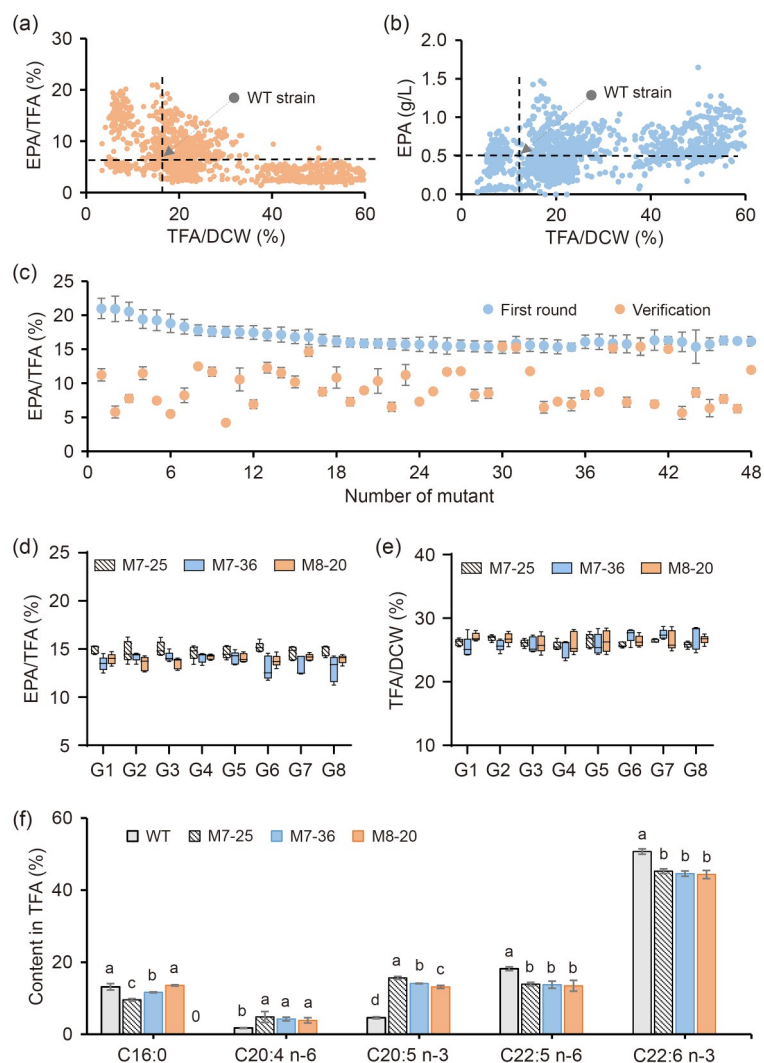 (a)
30
20
10
0
EPA/TFA (%)
WT strain
0
20
40
60
TFA/DCW (%)
(b)
2.0
1.5
1.0
0.5
0.0
EPA (g/L)
WT strain
0
20
40
60
TFA/DCW (%)
(c)
25
20
15
10
5
0
EPA/TFA (%)
First round
Verification
0 6 12 18 24 30 36 42 48
Number of mutant
(d)
25
20
15
10
5
EPA/TFA (%)
M7-25 M7-36 M8-20
G1 G2 G3 G4 G5 G6 G7 G8
(e)
40
30
20
10
TFA/DCW (%)
M7-25 M7-36 M8-20
G1 G2 G3 G4 G5 G6 G7 G8
(f)
60
40
20
0
Content in TFA (%)
WT M7-25 M7-36 M8-20
a c b a 0
b a a a
d a b c
a b b b
a b b b
C16:0 C20:4 n-6 C20:5 n-3 C22:5 n-6 C22:6 n-3